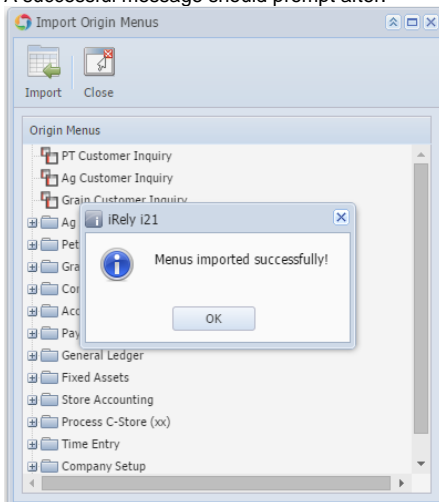 A successful message should prompt after.
Import Origin Menus
Import Close
Origin Menus
PT Customer Inquiry
Ag Customer Inquiry
Grain Customer Inquiry
Ag
iRely i21
Pet
Menus imported successfully!
Gra
Cor
Acc
OK
Pay
General Ledger
Fixed Assets
Store Accounting
Process C-Store (xx)
Time Entry
Company Setup